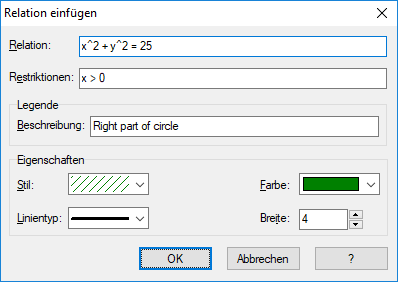 Relation einfügen
Relation: x^2 + y^2 = 25
Restriktionen: x > 0
Legende
Beschreibung: Right part of circle
Eigenschaften
Stil: Farbe:
Linientyp: Breite: 4
OK Abbrechen ?